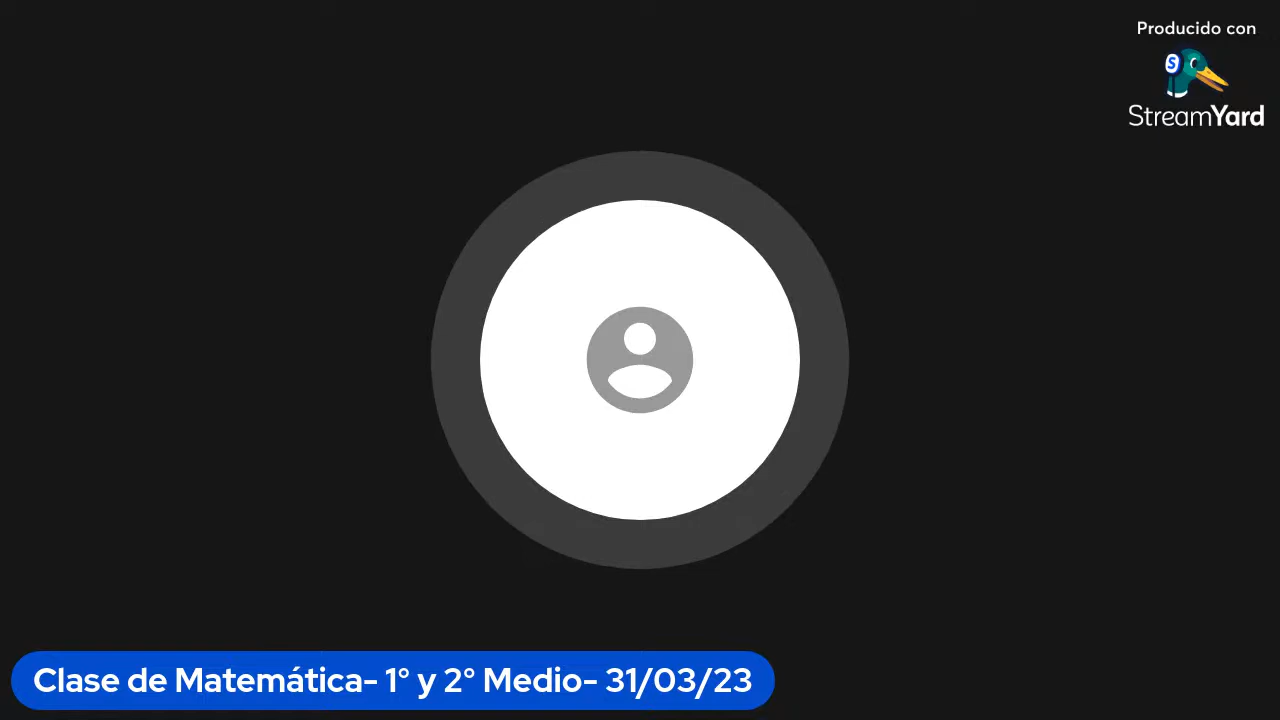 Producido con
S
StreamYard
Clase de Matemática- 1° y 2° Medio- 31/03/23